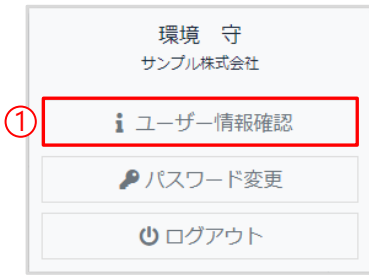 環境　守
サンプル株式会社
① ユーザー情報確認
パスワード変更
ログアウト